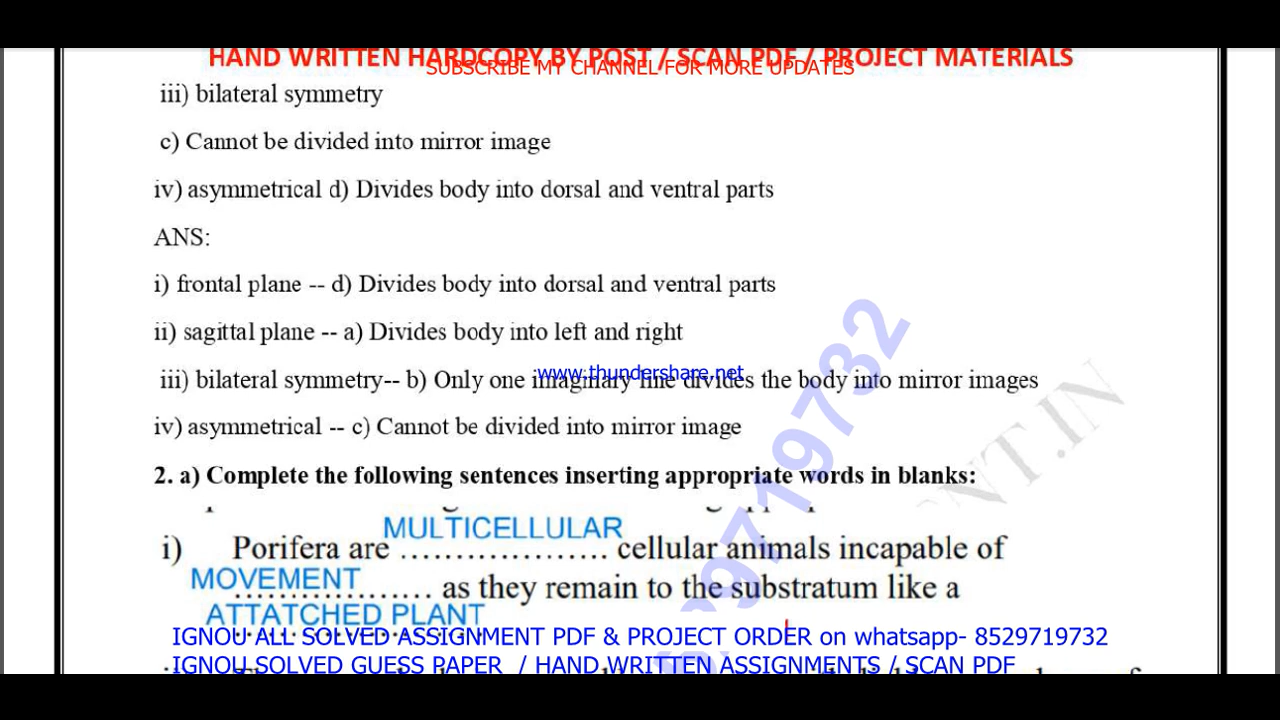 HAND WRITTEN HARDCOPY BY POST / SCAN PDF / PROJECT MATERIALS
SUBSCRIBE MY CHANNEL FOR MORE UPDATES
iii) bilateral symmetry
c) Cannot be divided into mirror image
iv) asymmetrical d) Divides body into dorsal and ventral parts
ANS:
i) frontal plane -- d) Divides body into dorsal and ventral parts
ii) sagittal plane -- a) Divides body into left and right
www.thundershare.net
iii) bilateral symmetry-- b) Only one imaginary line divides the body into mirror images
iv) asymmetrical -- c) Cannot be divided into mirror image
2. a) Complete the following sentences inserting appropriate words in blanks:
MULTICELLULAR
i) Porifera are ................... cellular animals incapable of
MOVEMENT
.................. as they remain to the substratum like a
ATTATCHED PLANT
IGNOU ALL SOLVED ASSIGNMENT PDF & PROJECT ORDER on whatsapp- 8529719732
IGNOU SOLVED GUESS PAPER / HAND WRITTEN ASSIGNMENTS / SCAN PDF